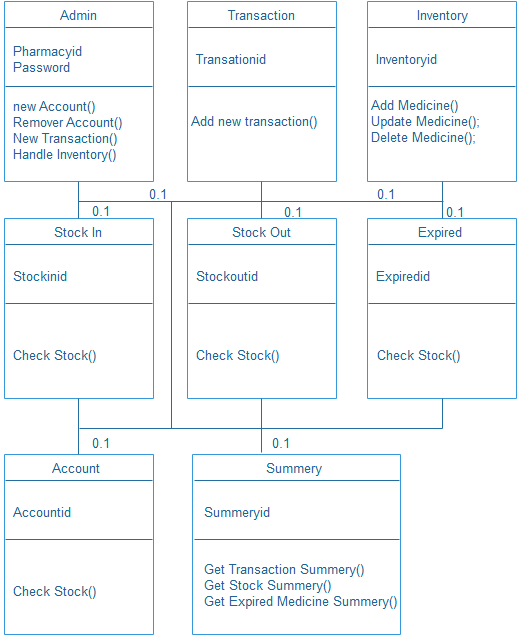 Admin
Pharmacyid
Password
new Account()
Remover Account()
New Transaction()
Handle Inventory()
Transaction
Transationid
Add new transaction()
Inventory
Inventoryid
Add Medicine()
Update Medicine();
Delete Medicine();
0.1
0.1
0.1
0.1
0.1
Stock In
Stockinid
Check Stock()
Stock Out
Stockoutid
Check Stock()
Expired
Expiredid
Check Stock()
0.1
0.1
Account
Accountid
Check Stock()
Summery
Summeryid
Get Transaction Summery()
Get Stock Summery()
Get Expired Medicine Summery()